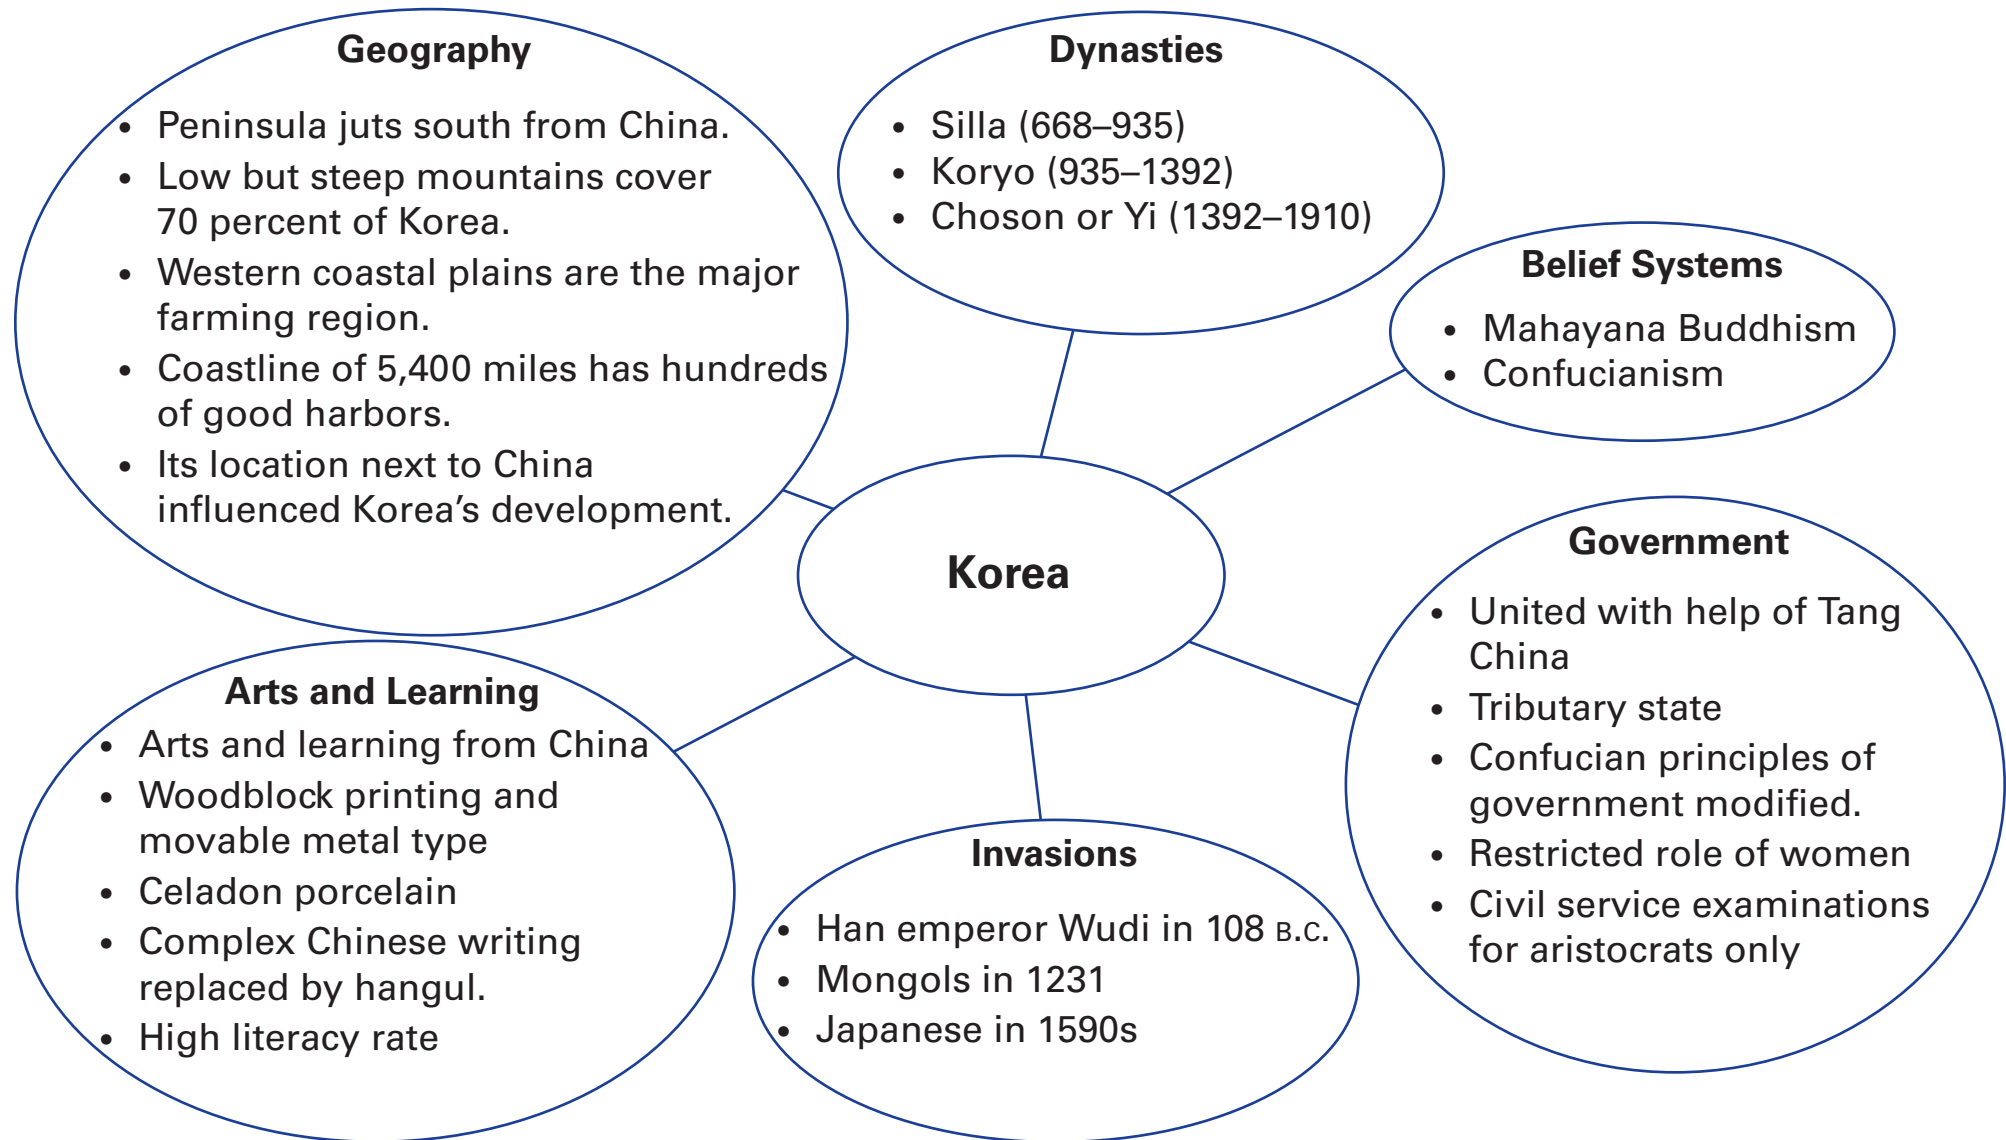 Geography
• Peninsula juts south from China.
• Low but steep mountains cover
70 percent of Korea.
• Western coastal plains are the major
farming region.
• Coastline of 5,400 miles has hundreds
of good harbors.
• Its location next to China
influenced Korea's development.
Dynasties
• Silla (668–935)
• Koryo (935–1392)
• Choson or Yi (1392–1910)
Belief Systems
• Mahayana Buddhism
• Confucianism
Korea
Government
• United with help of Tang
China
• Tributary state
• Confucian principles of
government modified.
• Restricted role of women
• Civil service examinations
for aristocrats only
Arts and Learning
• Arts and learning from China
• Woodblock printing and
movable metal type
• Celadon porcelain
• Complex Chinese writing
replaced by hangul.
• High literacy rate
Invasions
• Han emperor Wudi in 108 B.C.
• Mongols in 1231
• Japanese in 1590s